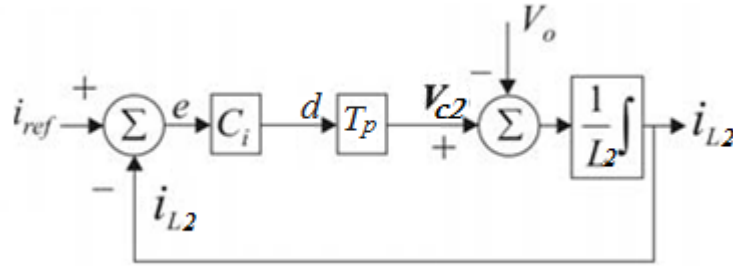 V_o
+ − 
i_ref Σ e C_i d T_p V_c2 Σ 1/L2 ∫ i_L2
− i_L2 +